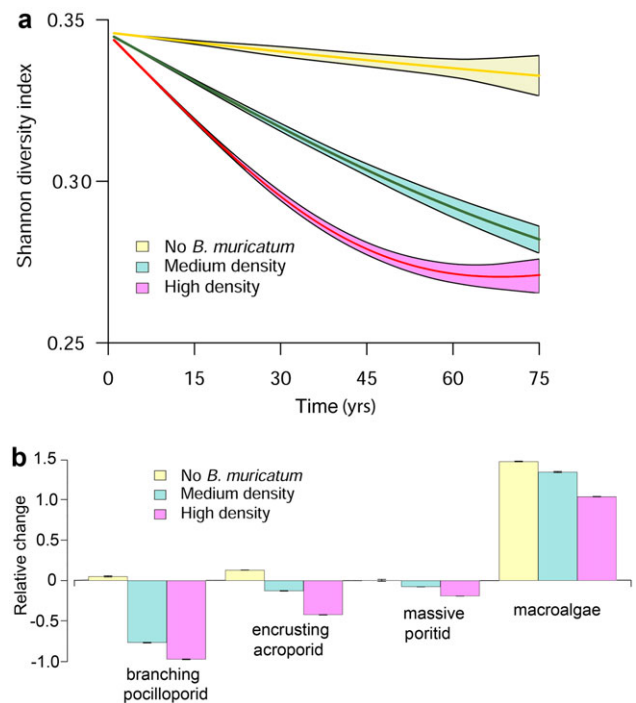 a
0.35
0.30
0.25
Shannon diversity index
No B. muricatum
Medium density
High density
0 15 30 45 60 75
Time (yrs)
b
1.5
1.0
0.5
0
-0.5
-1.0
Relative change
No B. muricatum
Medium density
High density
branching
pocilloporid
encrusting
acroporid
massive
poritid
macroalgae